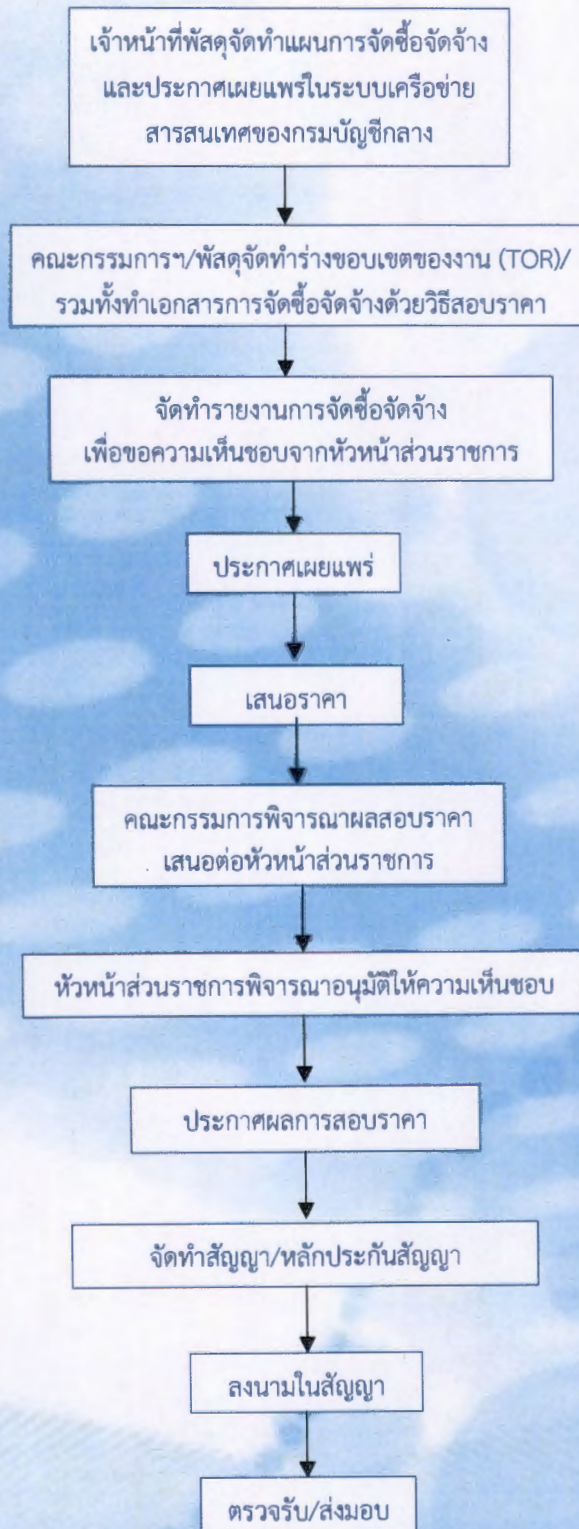 เจ้าหน้าที่พัสดุจัดทำแผนการจัดซื้อจัดจ้าง
และประกาศเผยแพร่ในระบบเครือข่าย
สารสนเทศของกรมบัญชีกลาง
คณะกรรมการฯ/พัสดุจัดทำร่างขอบเขตของงาน (TOR)/
รวมทั้งทำเอกสารการจัดซื้อจัดจ้างด้วยวิธีสอบราคา
จัดทำรายงานการจัดซื้อจัดจ้าง
เพื่อขอความเห็นชอบจากหัวหน้าส่วนราชการ
ประกาศเผยแพร่
เสนอราคา
คณะกรรมการพิจารณาผลสอบราคา
เสนอต่อหัวหน้าส่วนราชการ
หัวหน้าส่วนราชการพิจารณาอนุมัติให้ความเห็นชอบ
ประกาศผลการสอบราคา
จัดทำสัญญา/หลักประกันสัญญา
ลงนามในสัญญา
ตรวจรับ/ส่งมอบ